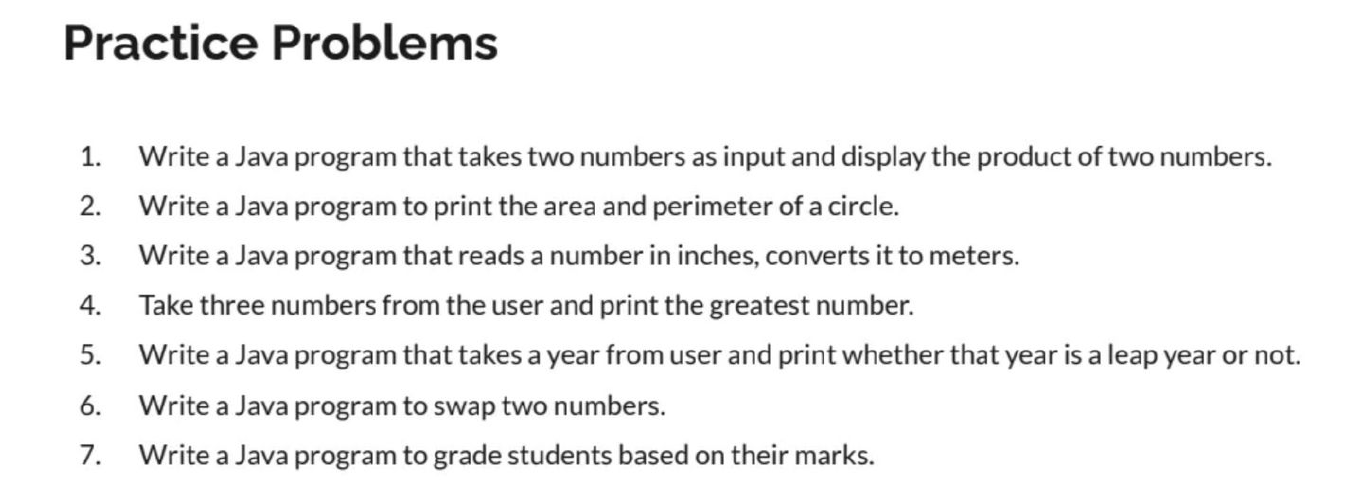 Practice Problems
1. Write a Java program that takes two numbers as input and display the product of two numbers.
2. Write a Java program to print the area and perimeter of a circle.
3. Write a Java program that reads a number in inches, converts it to meters.
4. Take three numbers from the user and print the greatest number.
5. Write a Java program that takes a year from user and print whether that year is a leap year or not.
6. Write a Java program to swap two numbers.
7. Write a Java program to grade students based on their marks.